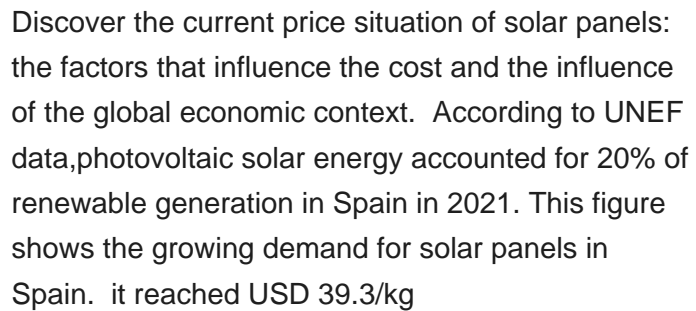 Discover the current price situation of solar panels:
the factors that influence the cost and the influence
of the global economic context.  According to UNEF
data,photovoltaic solar energy accounted for 20% of
renewable generation in Spain in 2021. This figure
shows the growing demand for solar panels in
Spain.  it reached USD 39.3/kg